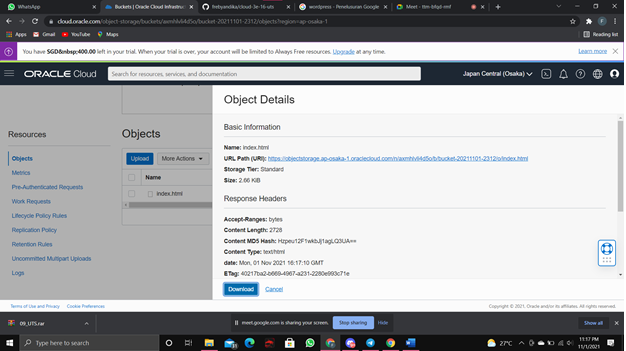 WhatsApp
Buckets | Oracle Cloud Infrastruc
firebyandika/cloud-3e-16-uts
wordpress - Penelusuran Google
Meet - ttm-bfqd-mtf
cloud.oracle.com/object-storage/buckets/axmhlvli4d5o/bucket-20211101-2312/objects?region=ap-osaka-1
Apps
Gmail
YouTube
Maps
Reading list
You have SGD&nbsp;400.00 left in your trial. When your trial is over, your account will be limited to Always Free resources. Upgrade at any time.
Learn more
ORACLE Cloud
Search for resources, services, and documentation
Japan Central (Osaka)
Resources
Objects
Metrics
Pre-Authenticated Requests
Work Requests
Lifecycle Policy Rules
Replication Policy
Retention Rules
Uncommitted Multipart Uploads
Logs
Objects
Upload
More Actions
Name
index.html
Object Details
Basic Information
Name: index.html
URL Path (URI): https://objectstorage.ap-osaka-1.oraclecloud.com/n/axmhlvli4d5o/b/bucket-20211101-2312/o/index.html
Storage Tier: Standard
Size: 2.66 KiB
Response Headers
Accept-Ranges: bytes
Content Length: 2728
Content Type: text/html
date: Mon, 01 Nov 2021 16:17:10 GMT
ETag: 40217ba2-b669-4967-a231-2280e993c71e
Download
Cancel
Terms of Use and Privacy
Cookie Preferences
Copyright © 2021, Oracle and/or its affiliates. All rights reserved.
09_UTS.rar
meet.google.com is sharing your screen.
Stop sharing
Hide
Show all
Type here to search
27°C
11:17 PM
11/1/2021